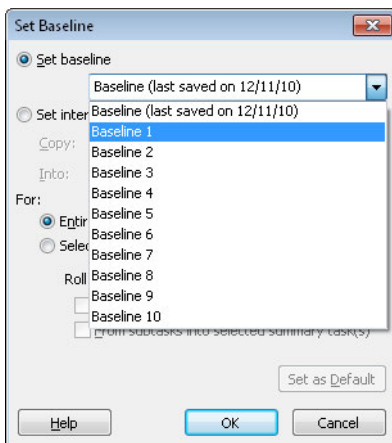 Set Baseline
Set baseline
Baseline (last saved on 12/11/10)
Set inter
Baseline (last saved on 12/11/10)
Baseline 1
Copy:
Baseline 2
Into:
Baseline 3
Baseline 4
For:
Baseline 5
Entir
Baseline 6
Selec
Baseline 7
Roll
Baseline 8
Baseline 9
Baseline 10
From subtasks into selected summary task(s)
Set as Default
Help
OK
Cancel